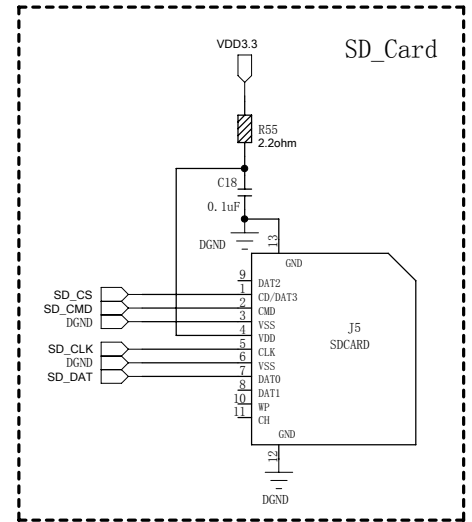 VDD3.3
SD_Card
R55
2.2ohm
C18
0.1uF
13
DGND
GND
9
DAT2
SD_CS
1
CD/DAT3
SD_CMD
2
CMD
DGND
3
VSS
4
VDD
J5
SD_CLK
5
CLK
SDCARD
DGND
6
VSS
SD_DAT
7
DAT0
8
DAT1
10
WP
11
CH
GND
12
DGND